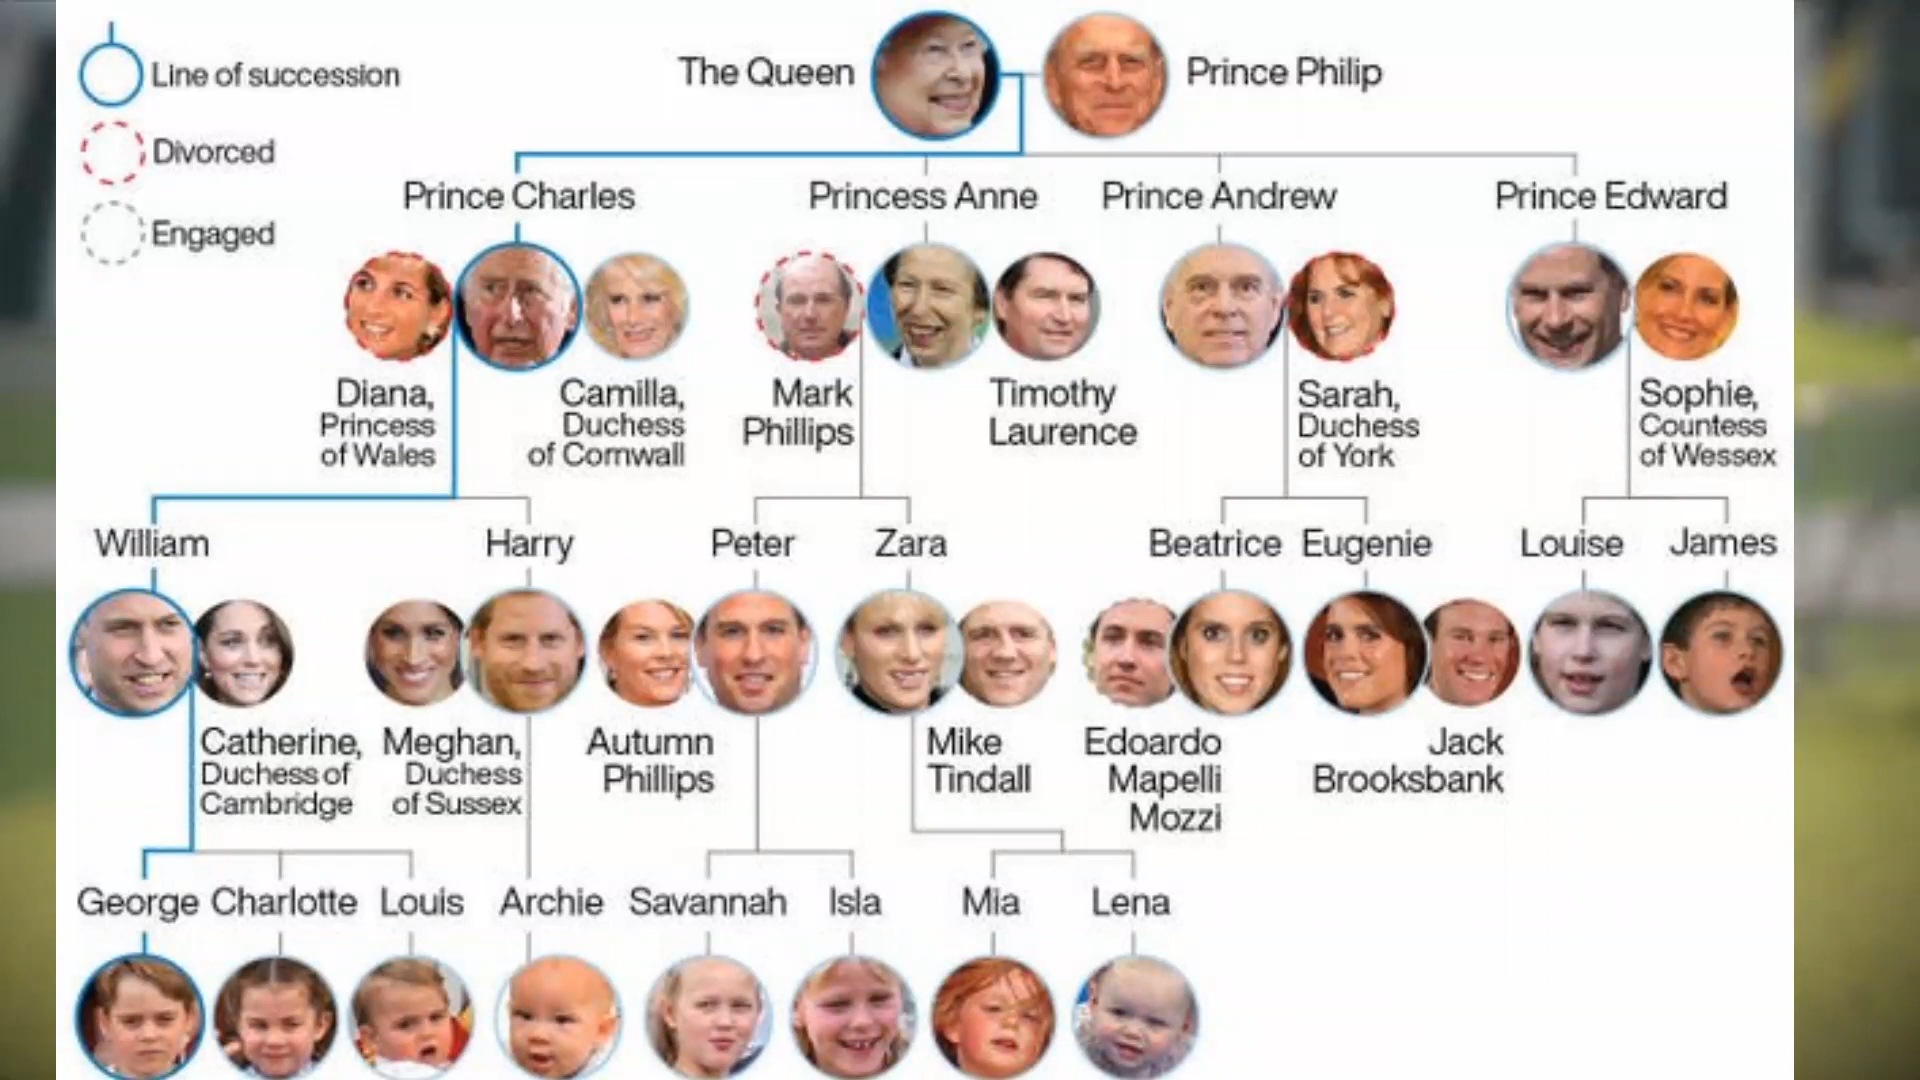 Line of succession
Divorced
Engaged
The Queen
Prince Philip
Prince Charles
Princess Anne
Prince Andrew
Prince Edward
Diana,
Princess
of Wales
Camilla,
Duchess
of Cornwall
Mark
Phillips
Timothy
Laurence
Sarah,
Duchess
of York
Sophie,
Countess
of Wessex
William
Harry
Peter
Zara
Beatrice
Eugenie
Louise
James
Catherine,
Duchess of
Cambridge
Meghan,
Duchess
of Sussex
Autumn
Phillips
Mike
Tindall
Edoardo
Mapelli
Mozzi
Jack
Brooksbank
George
Charlotte
Louis
Archie
Savannah
Isla
Mia
Lena